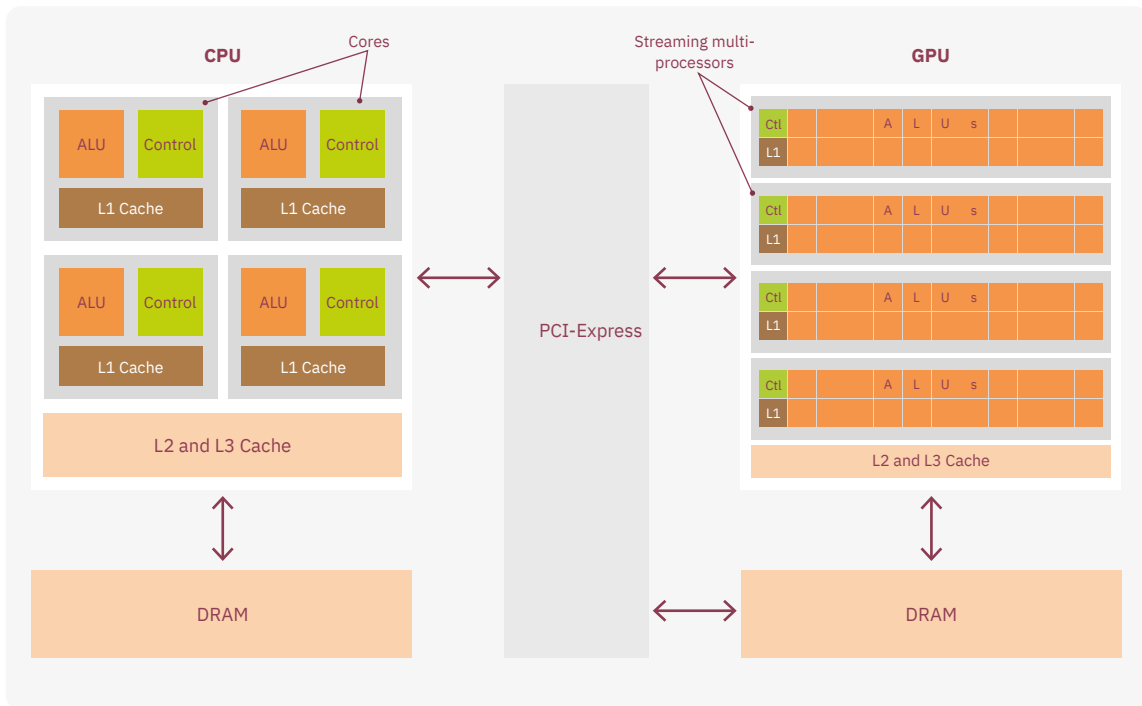 CPU
Cores
Streaming multi-
processors
GPU
ALU
Control
ALU
Control
L1 Cache
L1 Cache
ALU
Control
ALU
Control
L1 Cache
L1 Cache
L2 and L3 Cache
DRAM
PCI-Express
Ctl A L U s
L1
Ctl A L U s
L1
Ctl A L U s
L1
Ctl A L U s
L1
L2 and L3 Cache
DRAM